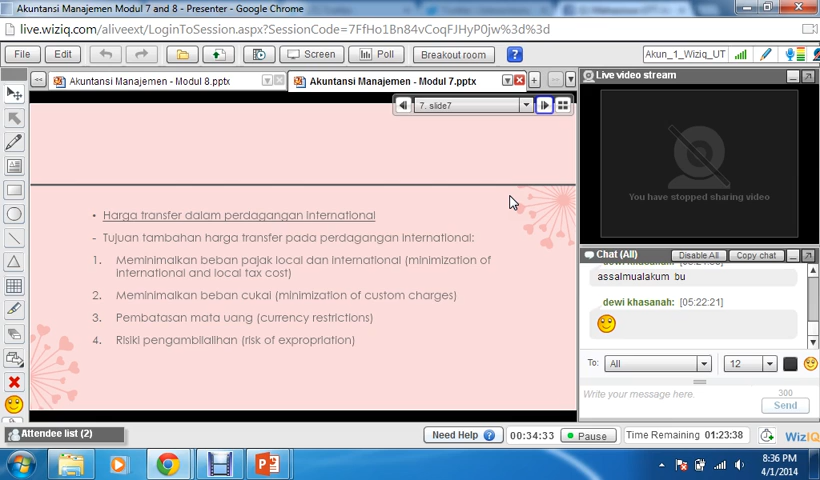 Akuntansi Manajemen Modul 7 and 8 - Presenter - Google Chrome
live.wiziq.com/aliveext/LoginToSession.aspx?SessionCode=7FfHo1Bn84vCoqFJHyP0jw%3d%3d
File Edit Screen Poll Breakout room ? Akun_1_Wiziq_UT
Akuntansi Manajemen - Modul 8.pptx
Akuntansi Manajemen - Modul 7.pptx
7. slide7
• Harga transfer dalam perdagangan international
- Tujuan tambahan harga transfer pada perdagangan international:
1. Meminimalkan beban pajak local dan international (minimization of
international and local tax cost)
2. Meminimalkan beban cukai (minimization of custom charges)
3. Pembatasan mata uang (currency restrictions)
4. Risiki pengambilalihan (risk of expropriation)
Live video stream
You have stopped sharing video
Chat (All) Disable All Copy chat
assalmualakum bu
dewi khasanah: [05:22:21]
To: All 12
Write your message here.
300
Send
Attendee list (2)
Need Help ? 00:34:33 Pause Time Remaining 01:23:38 WizIQ
8:36 PM
4/1/2014